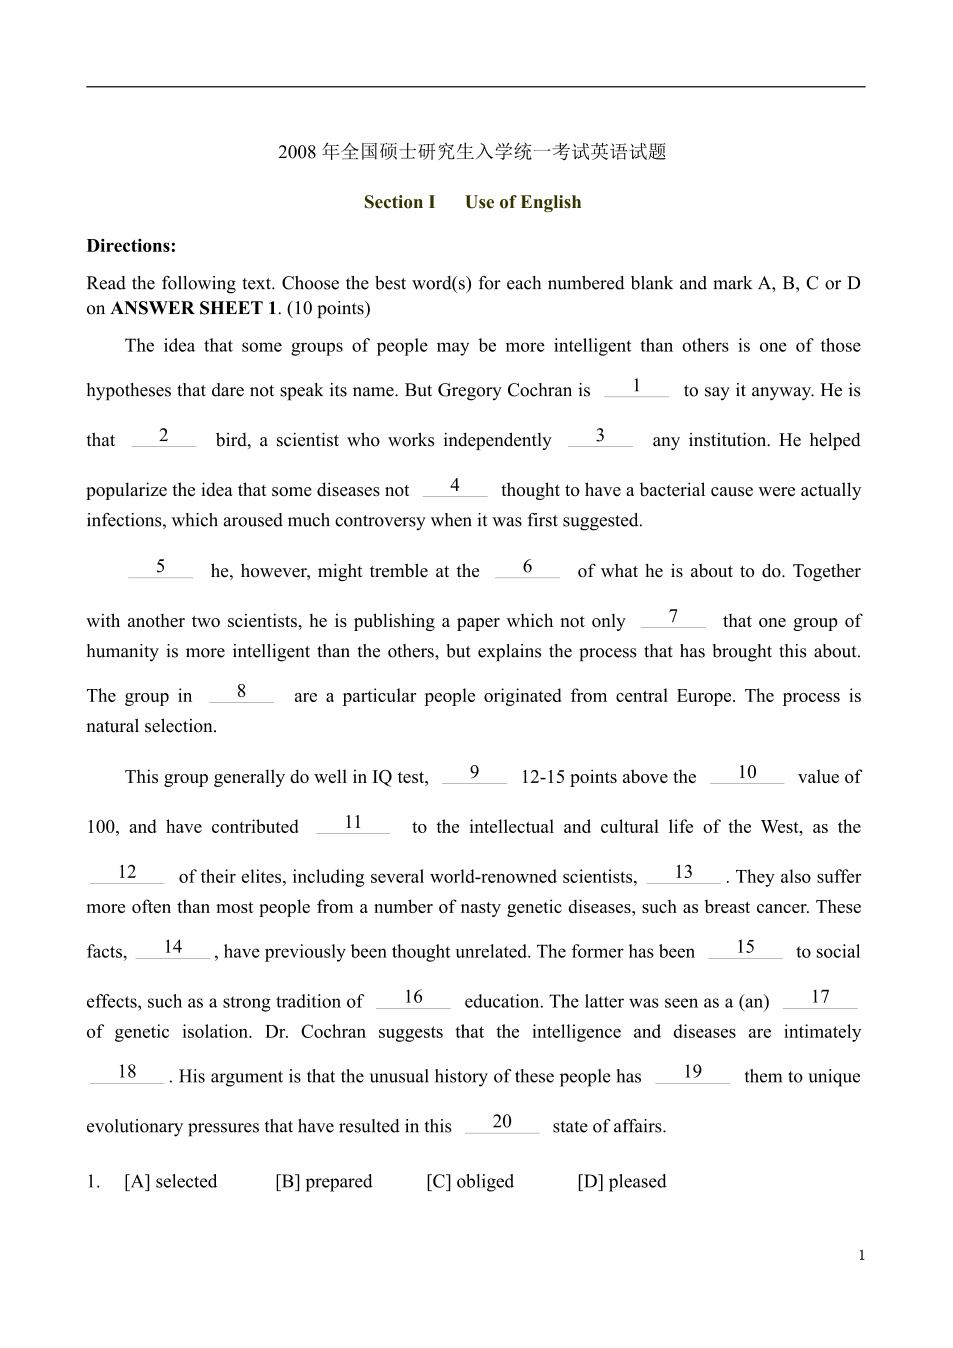 2008 年全国硕士研究生入学统一考试英语试题
Section I Use of English
Directions:
Read the following text. Choose the best word(s) for each numbered blank and mark A, B, C or D
on ANSWER SHEET 1. (10 points)
The idea that some groups of people may be more intelligent than others is one of those
hypotheses that dare not speak its name. But Gregory Cochran is 1 to say it anyway. He is
that 2 bird, a scientist who works independently 3 any institution. He helped
popularize the idea that some diseases not 4 thought to have a bacterial cause were actually
infections, which aroused much controversy when it was first suggested.
5 he, however, might tremble at the 6 of what he is about to do. Together
with another two scientists, he is publishing a paper which not only 7 that one group of
humanity is more intelligent than the others, but explains the process that has brought this about.
The group in 8 are a particular people originated from central Europe. The process is
natural selection.
This group generally do well in IQ test, 9 12-15 points above the 10 value of
100, and have contributed 11 to the intellectual and cultural life of the West, as the
12 of their elites, including several world-renowned scientists, 13 . They also suffer
more often than most people from a number of nasty genetic diseases, such as breast cancer. These
facts, 14 , have previously been thought unrelated. The former has been 15 to social
effects, such as a strong tradition of 16 education. The latter was seen as a (an) 17
of genetic isolation. Dr. Cochran suggests that the intelligence and diseases are intimately
18 . His argument is that the unusual history of these people has 19 them to unique
evolutionary pressures that have resulted in this 20 state of affairs.
1. [A] selected [B] prepared [C] obliged [D] pleased
1